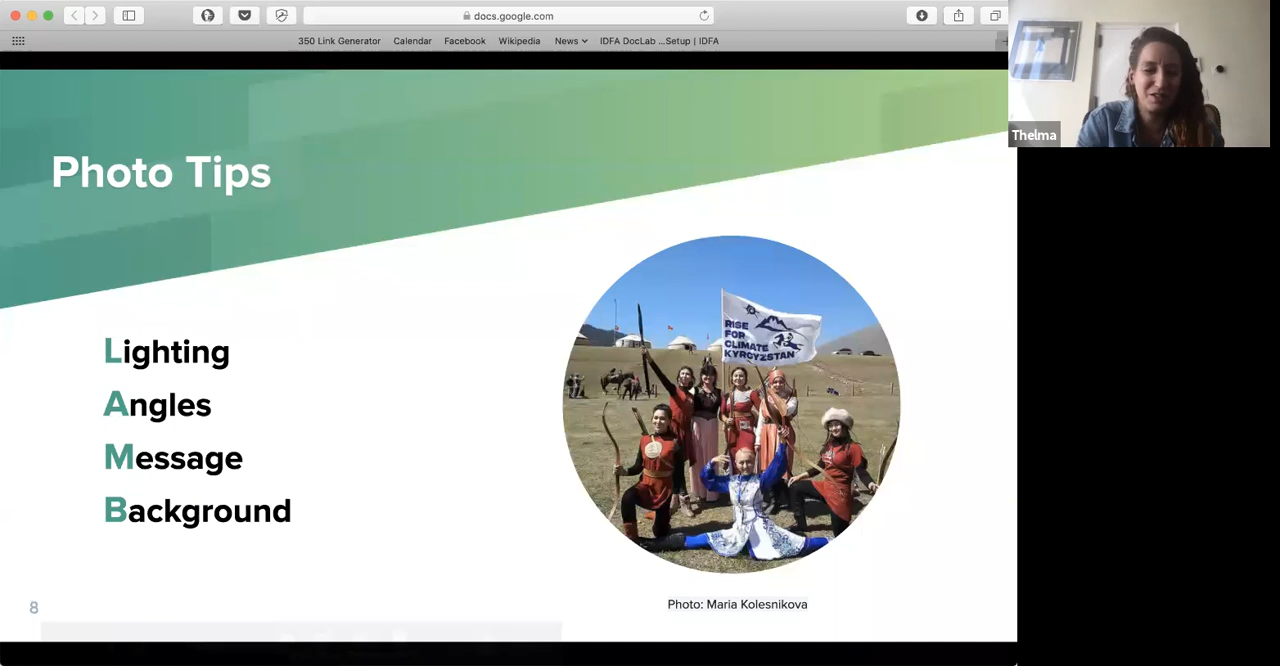 docs.google.com
360 Link Generator Calendar Facebook Wikipedia News IDFA DocLab ...Setup | IDFA
Thelma
Photo Tips
Lighting
Angles
Message
Background
RISE
FOR
CLIMATE
KYRGYZSTAN
Photo: Maria Kolesnikova
8